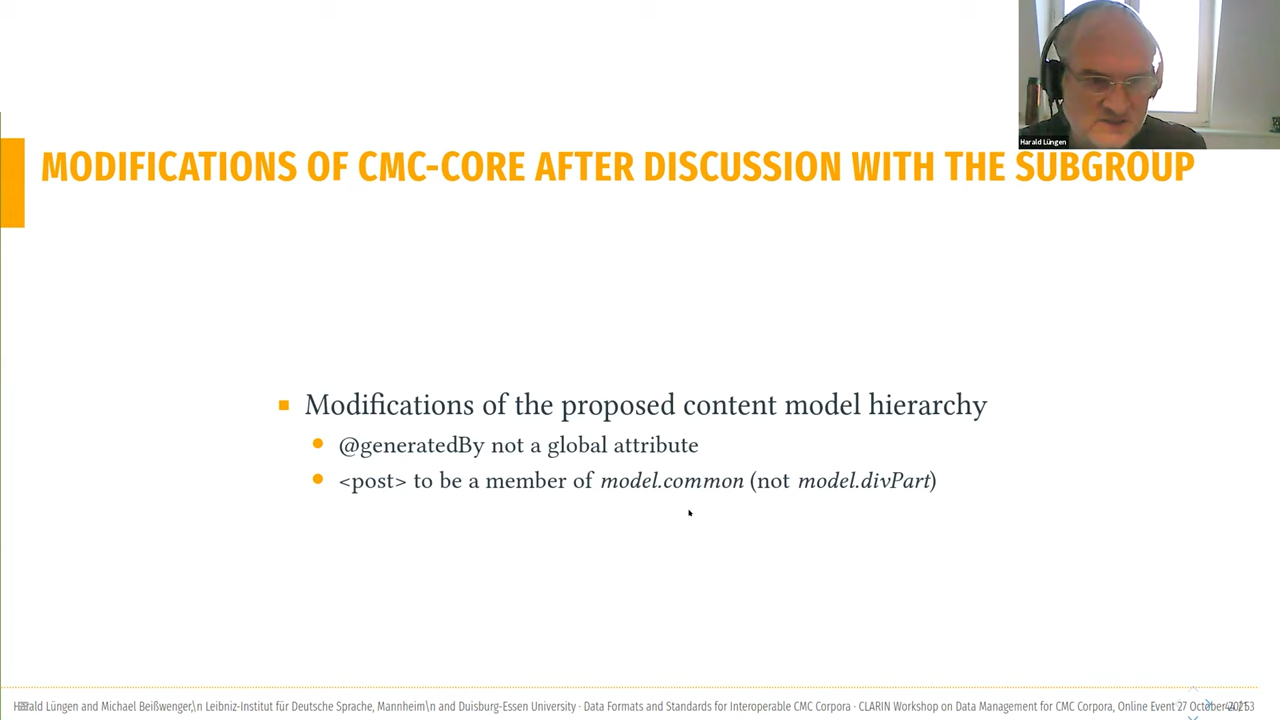 Harald Lüngen
MODIFICATIONS OF CMC-CORE AFTER DISCUSSION WITH THE SUBGROUP
Modifications of the proposed content model hierarchy
@generatedBy not a global attribute
<post> to be a member of model.common (not model.divPart)
Harald Lüngen and Michael Beißwenger,\n Leibniz-Institut für Deutsche Sprache, Mannheim\n and Duisburg-Essen University · Data Formats and Standards for Interoperable CMC Corpora · CLARIN Workshop on Data Management for CMC Corpora, Online Event 27 October